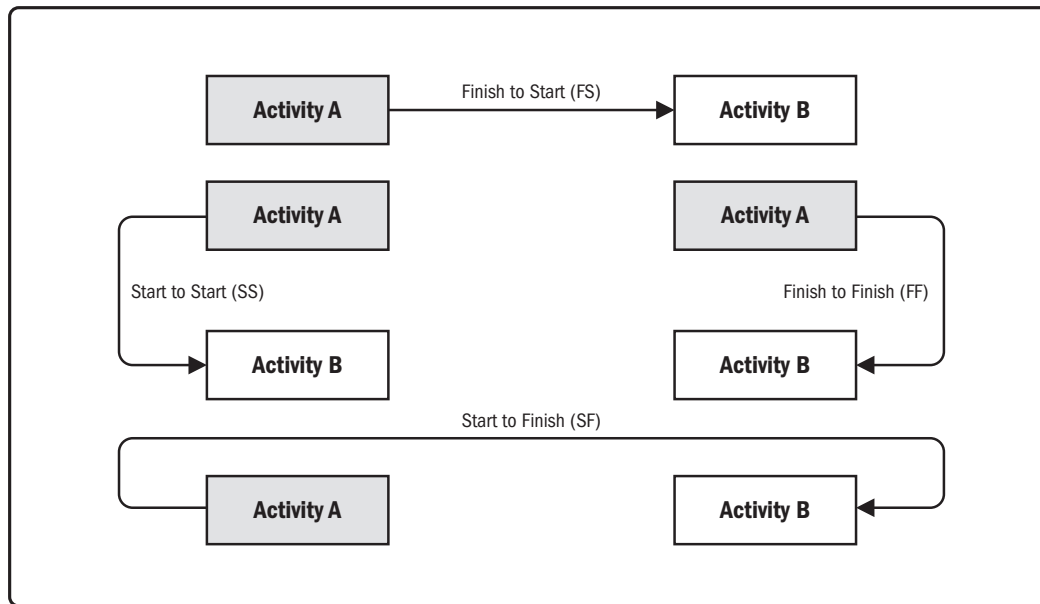 Activity A
Finish to Start (FS)
Activity B
Activity A
Activity A
Start to Start (SS)
Finish to Finish (FF)
Activity B
Activity B
Start to Finish (SF)
Activity A
Activity B